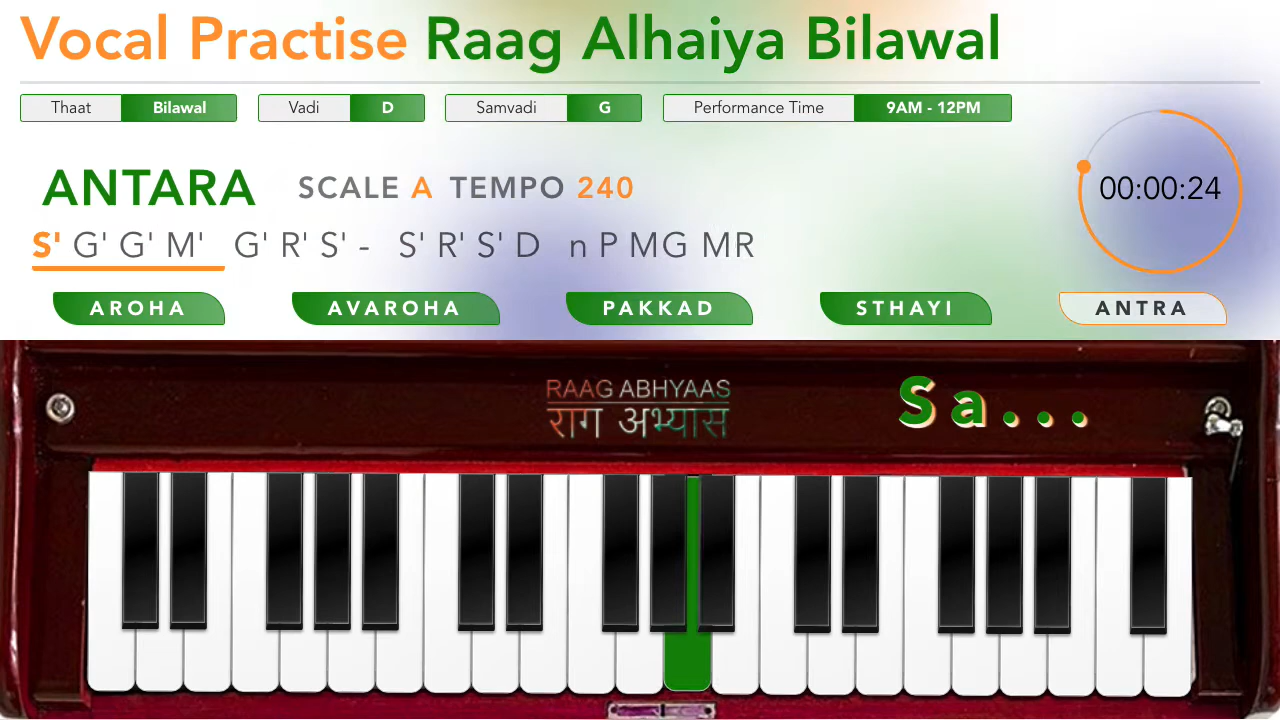 Vocal Practise Raag Alhaiya Bilawal
Thaat Bilawal Vadi D Samvadi G Performance Time 9AM - 12PM
ANTARA SCALE A TEMPO 240
00:00:24
S' G' G' M' G' R' S' - S' R' S' D n P MG MR
AROHA AVAROHA PAKKAD STHAYI ANTRA
RAAG ABHYAAS
राग अभ्यास
Sa...